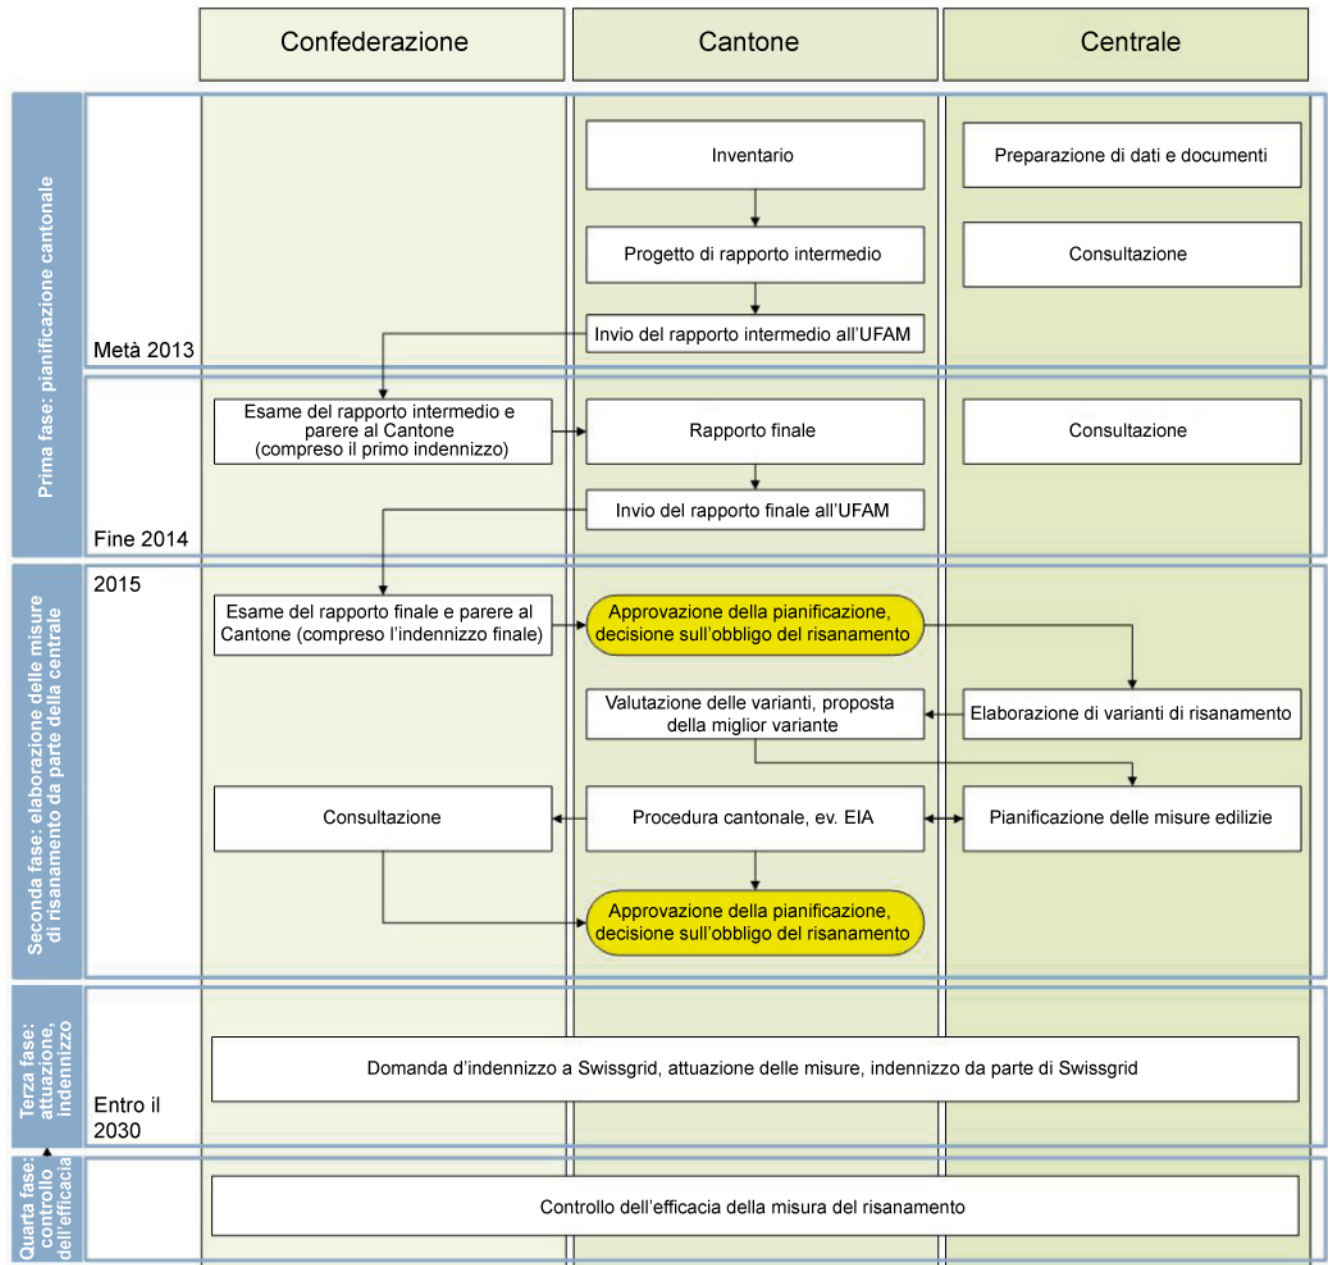 Confederazione
Cantone
Centrale
Prima fase: pianificazione cantonale
Inventario
Preparazione di dati e documenti
Progetto di rapporto intermedio
Consultazione
Invio del rapporto intermedio all’UFAM
Metà 2013
Esame del rapporto intermedio e
parere al Cantone
(compreso il primo indennizzo)
Rapporto finale
Consultazione
Invio del rapporto finale all’UFAM
Fine 2014
Seconda fase: elaborazione delle misure
di risanamento da parte della centrale
2015
Esame del rapporto finale e parere al
Cantone (compreso l’indennizzo finale)
Approvazione della pianificazione,
decisione sull’obbligo del risanamento
Valutazione delle varianti, proposta
della miglior variante
Elaborazione di varianti di risanamento
Consultazione
Procedura cantonale, ev. EIA
Pianificazione delle misure edilizie
Approvazione della pianificazione,
decisione sull’obbligo del risanamento
Terza fase:
attuazione,
indennizzo
Domanda d’indennizzo a Swissgrid, attuazione delle misure, indennizzo da parte di Swissgrid
Entro il
2030
Quarta fase:
controllo
dell’efficacia
Controllo dell’efficacia della misura del risanamento